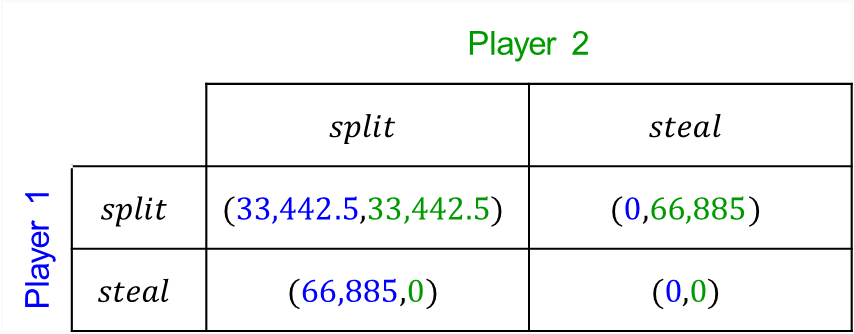 Player 2
split steal
Player 1
split (33,442.5,33,442.5) (0,66,885)
steal (66,885,0) (0,0)